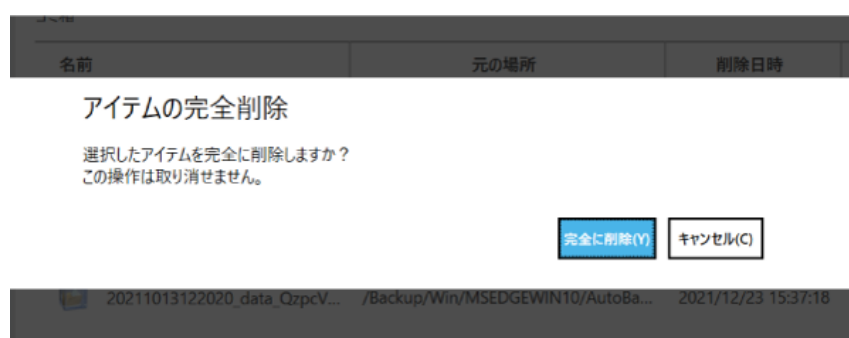 ゴミ箱
名前 元の場所 削除日時
アイテムの完全削除
選択したアイテムを完全に削除しますか？
この操作は取り消せません。
完全に削除(Y) キャンセル(C)
20211013122020_data_QzpcV... /Backup/Win/MSEDGEWIN10/AutoBa... 2021/12/23 15:37:18